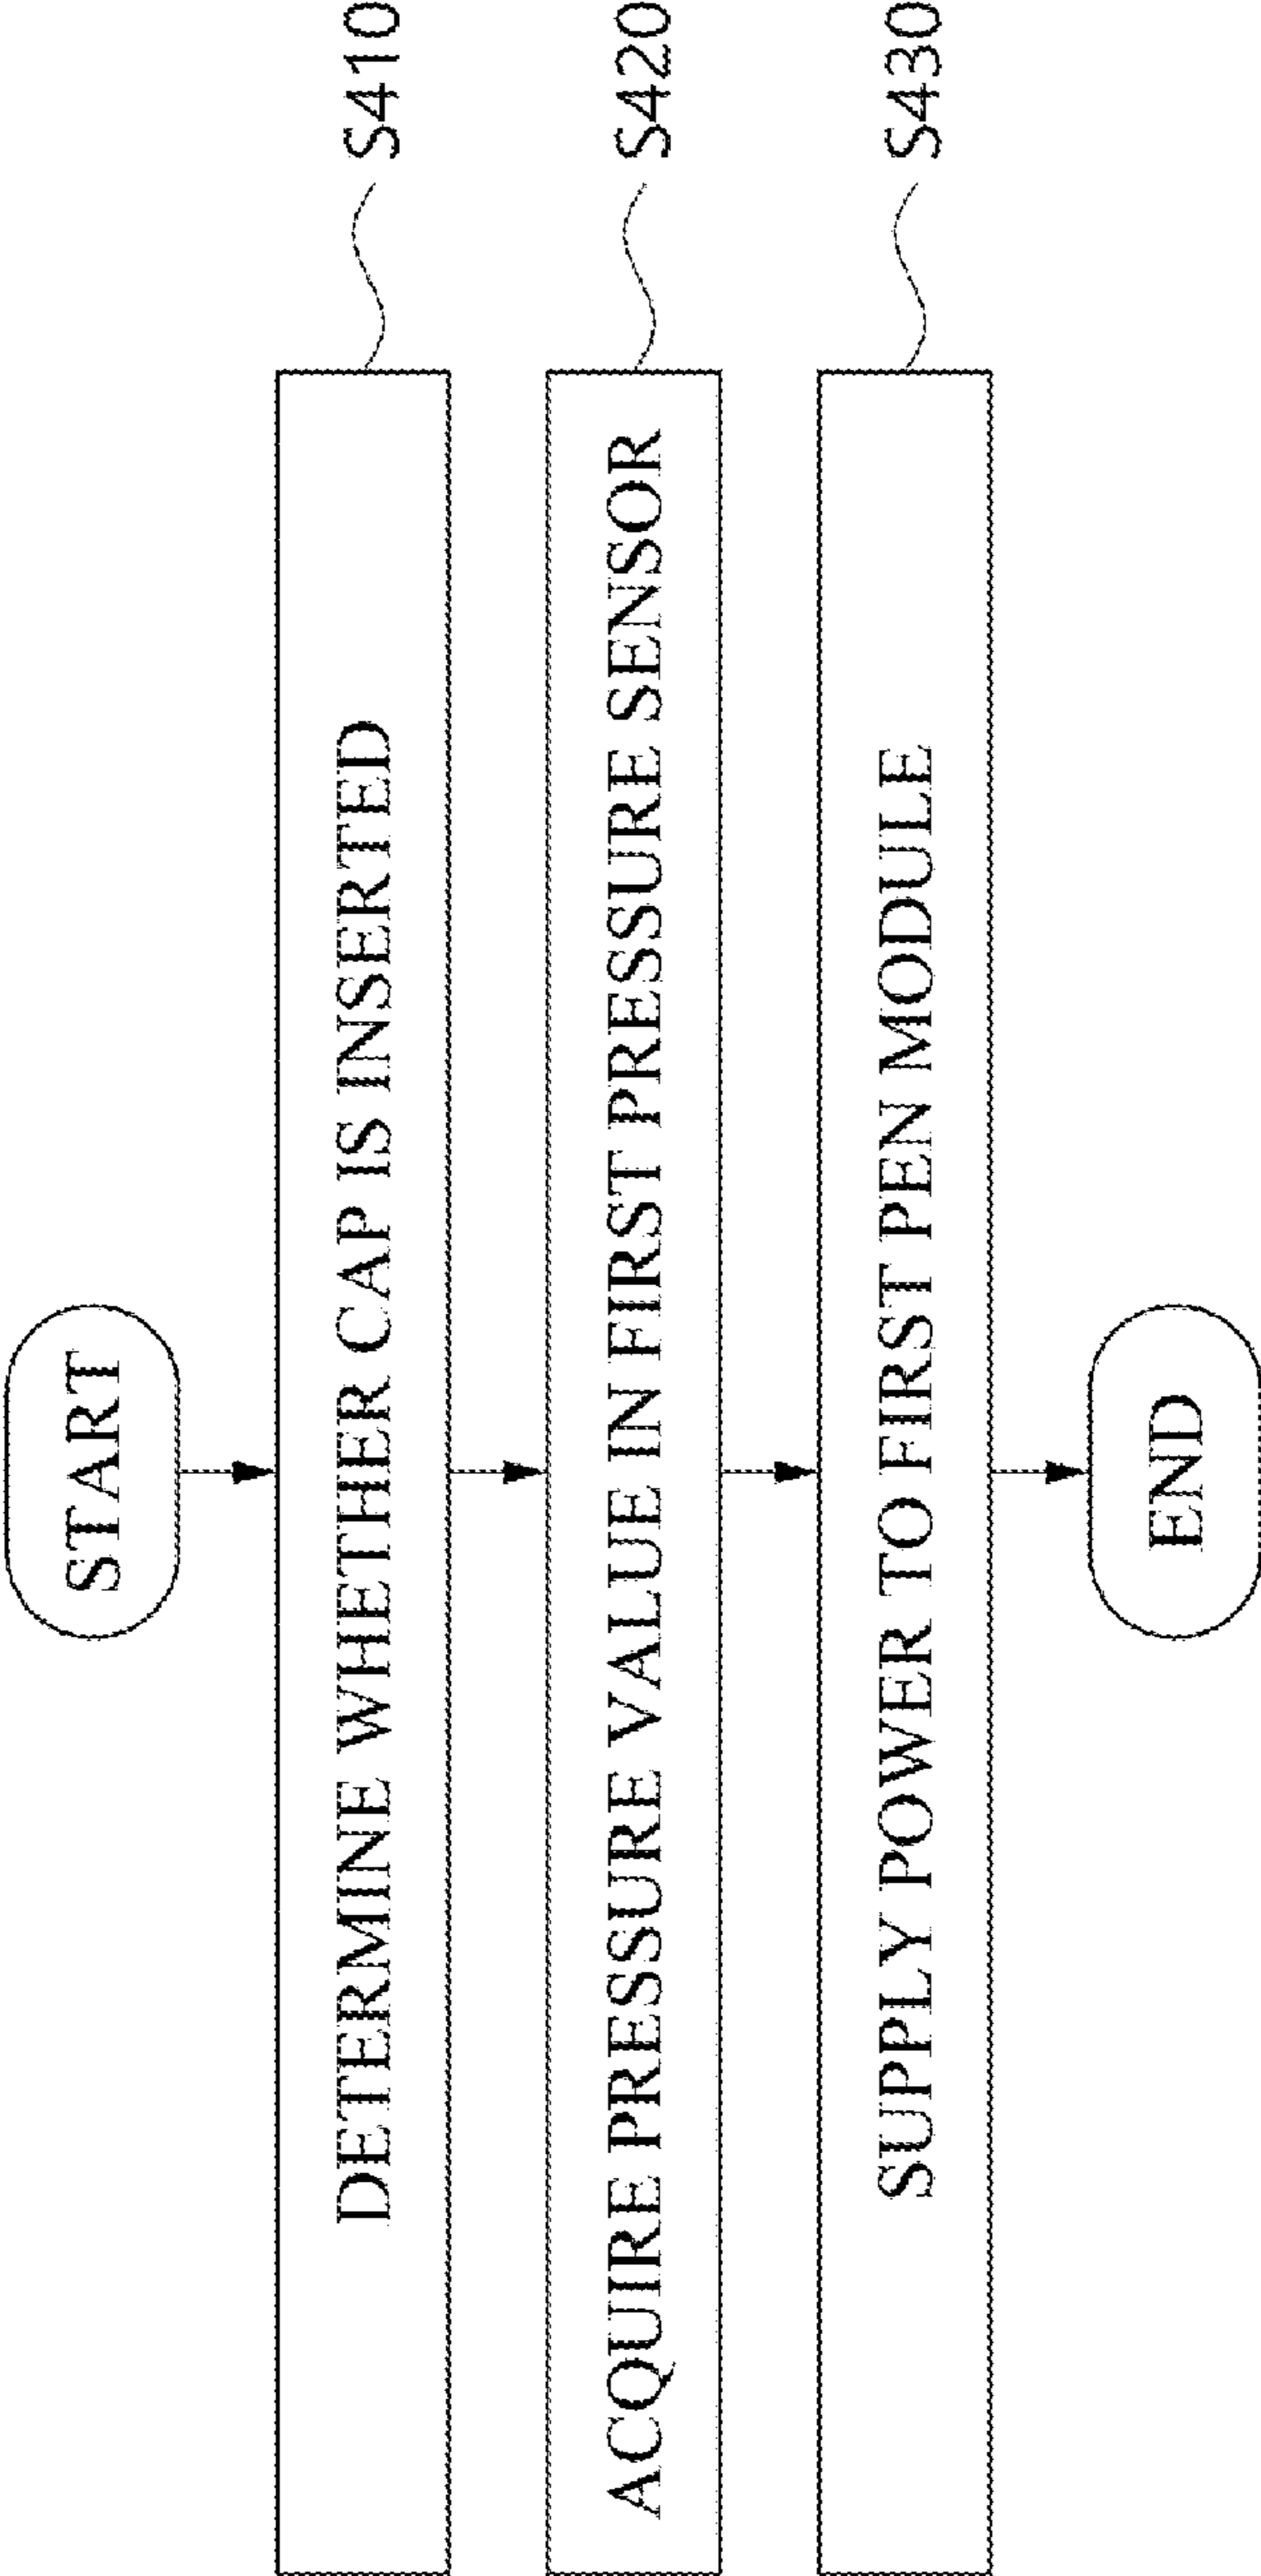 START
DETERMINE WHETHER CAP IS INSERTED
S410
ACQUIRE PRESSURE VALUE IN FIRST PRESSURE SENSOR
S420
SUPPLY POWER TO FIRST PEN MODULE
S430
END